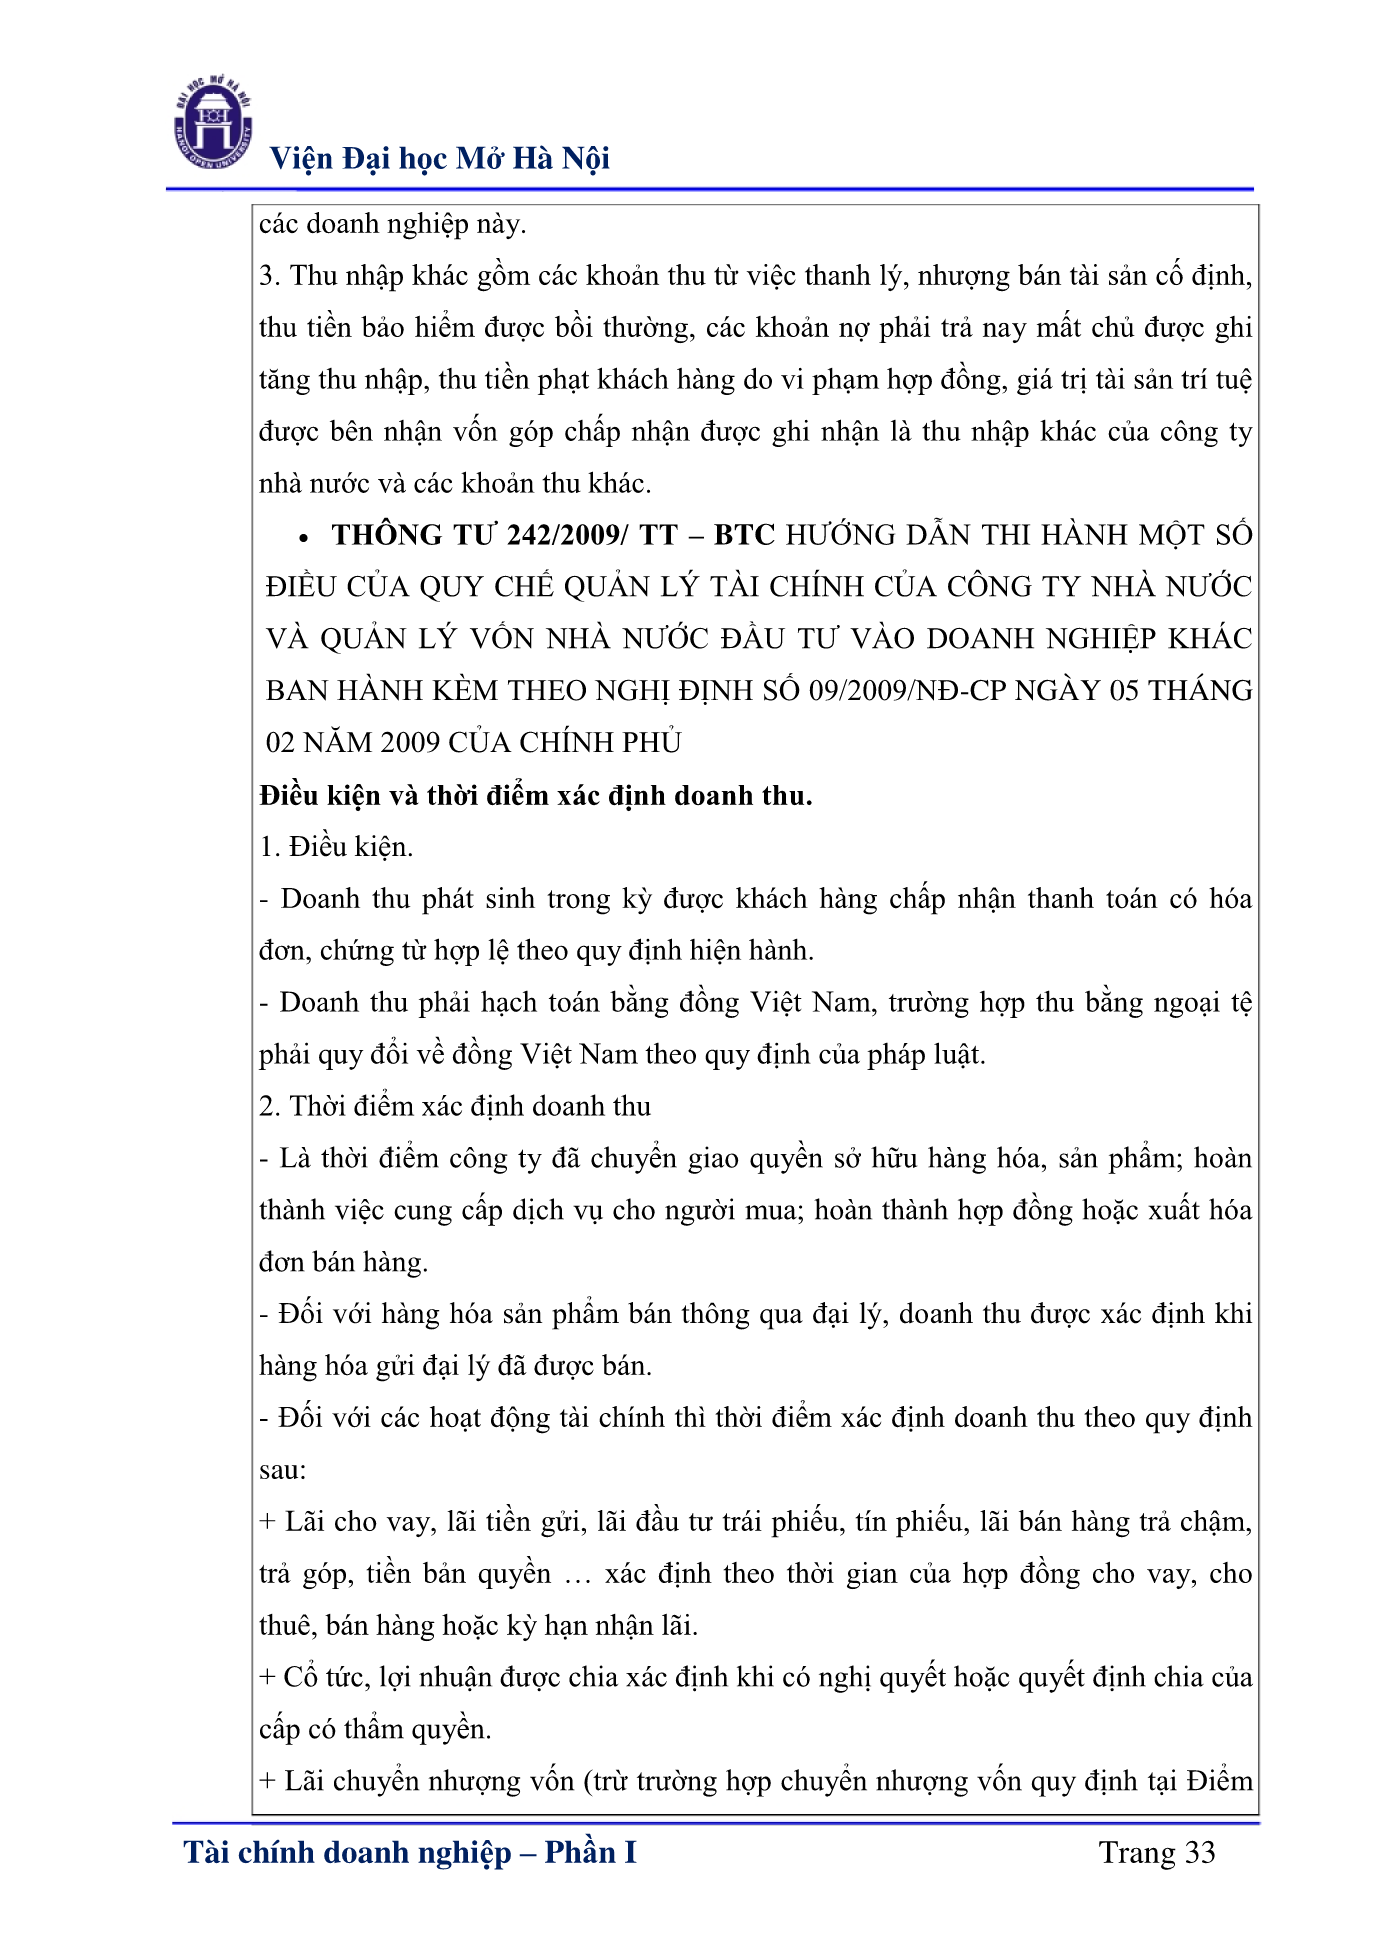 ĐẠI HỌC MỞ HÀ NỘI
HANOI OPEN UNIVERSITY
Viện Đại học Mở Hà Nội
các doanh nghiệp này.
3. Thu nhập khác gồm các khoản thu từ việc thanh lý, nhượng bán tài sản cố định,
thu tiền bảo hiểm được bồi thường, các khoản nợ phải trả nay mất chủ được ghi
tăng thu nhập, thu tiền phạt khách hàng do vi phạm hợp đồng, giá trị tài sản trí tuệ
được bên nhận vốn góp chấp nhận được ghi nhận là thu nhập khác của công ty
nhà nước và các khoản thu khác.
• THÔNG TƯ 242/2009/ TT – BTC HƯỚNG DẪN THI HÀNH MỘT SỐ
ĐIỀU CỦA QUY CHẾ QUẢN LÝ TÀI CHÍNH CỦA CÔNG TY NHÀ NƯỚC
VÀ QUẢN LÝ VỐN NHÀ NƯỚC ĐẦU TƯ VÀO DOANH NGHIỆP KHÁC
BAN HÀNH KÈM THEO NGHỊ ĐỊNH SỐ 09/2009/NĐ-CP NGÀY 05 THÁNG
02 NĂM 2009 CỦA CHÍNH PHỦ
Điều kiện và thời điểm xác định doanh thu.
1. Điều kiện.
- Doanh thu phát sinh trong kỳ được khách hàng chấp nhận thanh toán có hóa
đơn, chứng từ hợp lệ theo quy định hiện hành.
- Doanh thu phải hạch toán bằng đồng Việt Nam, trường hợp thu bằng ngoại tệ
phải quy đổi về đồng Việt Nam theo quy định của pháp luật.
2. Thời điểm xác định doanh thu
- Là thời điểm công ty đã chuyển giao quyền sở hữu hàng hóa, sản phẩm; hoàn
thành việc cung cấp dịch vụ cho người mua; hoàn thành hợp đồng hoặc xuất hóa
đơn bán hàng.
- Đối với hàng hóa sản phẩm bán thông qua đại lý, doanh thu được xác định khi
hàng hóa gửi đại lý đã được bán.
- Đối với các hoạt động tài chính thì thời điểm xác định doanh thu theo quy định
sau:
+ Lãi cho vay, lãi tiền gửi, lãi đầu tư trái phiếu, tín phiếu, lãi bán hàng trả chậm,
trả góp, tiền bản quyền … xác định theo thời gian của hợp đồng cho vay, cho
thuê, bán hàng hoặc kỳ hạn nhận lãi.
+ Cổ tức, lợi nhuận được chia xác định khi có nghị quyết hoặc quyết định chia của
cấp có thẩm quyền.
+ Lãi chuyển nhượng vốn (trừ trường hợp chuyển nhượng vốn quy định tại Điểm
Tài chính doanh nghiệp – Phần I
Trang 33